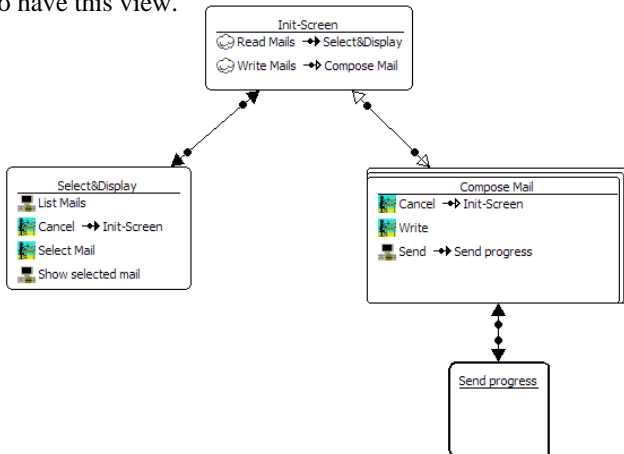 o have this view.
Init-Screen
Read Mails Select&Display
Write Mails Compose Mail
Select&Display
List Mails
Cancel Init-Screen
Select Mail
Show selected mail
Compose Mail
Cancel Init-Screen
Write
Send Send progress
Send progress